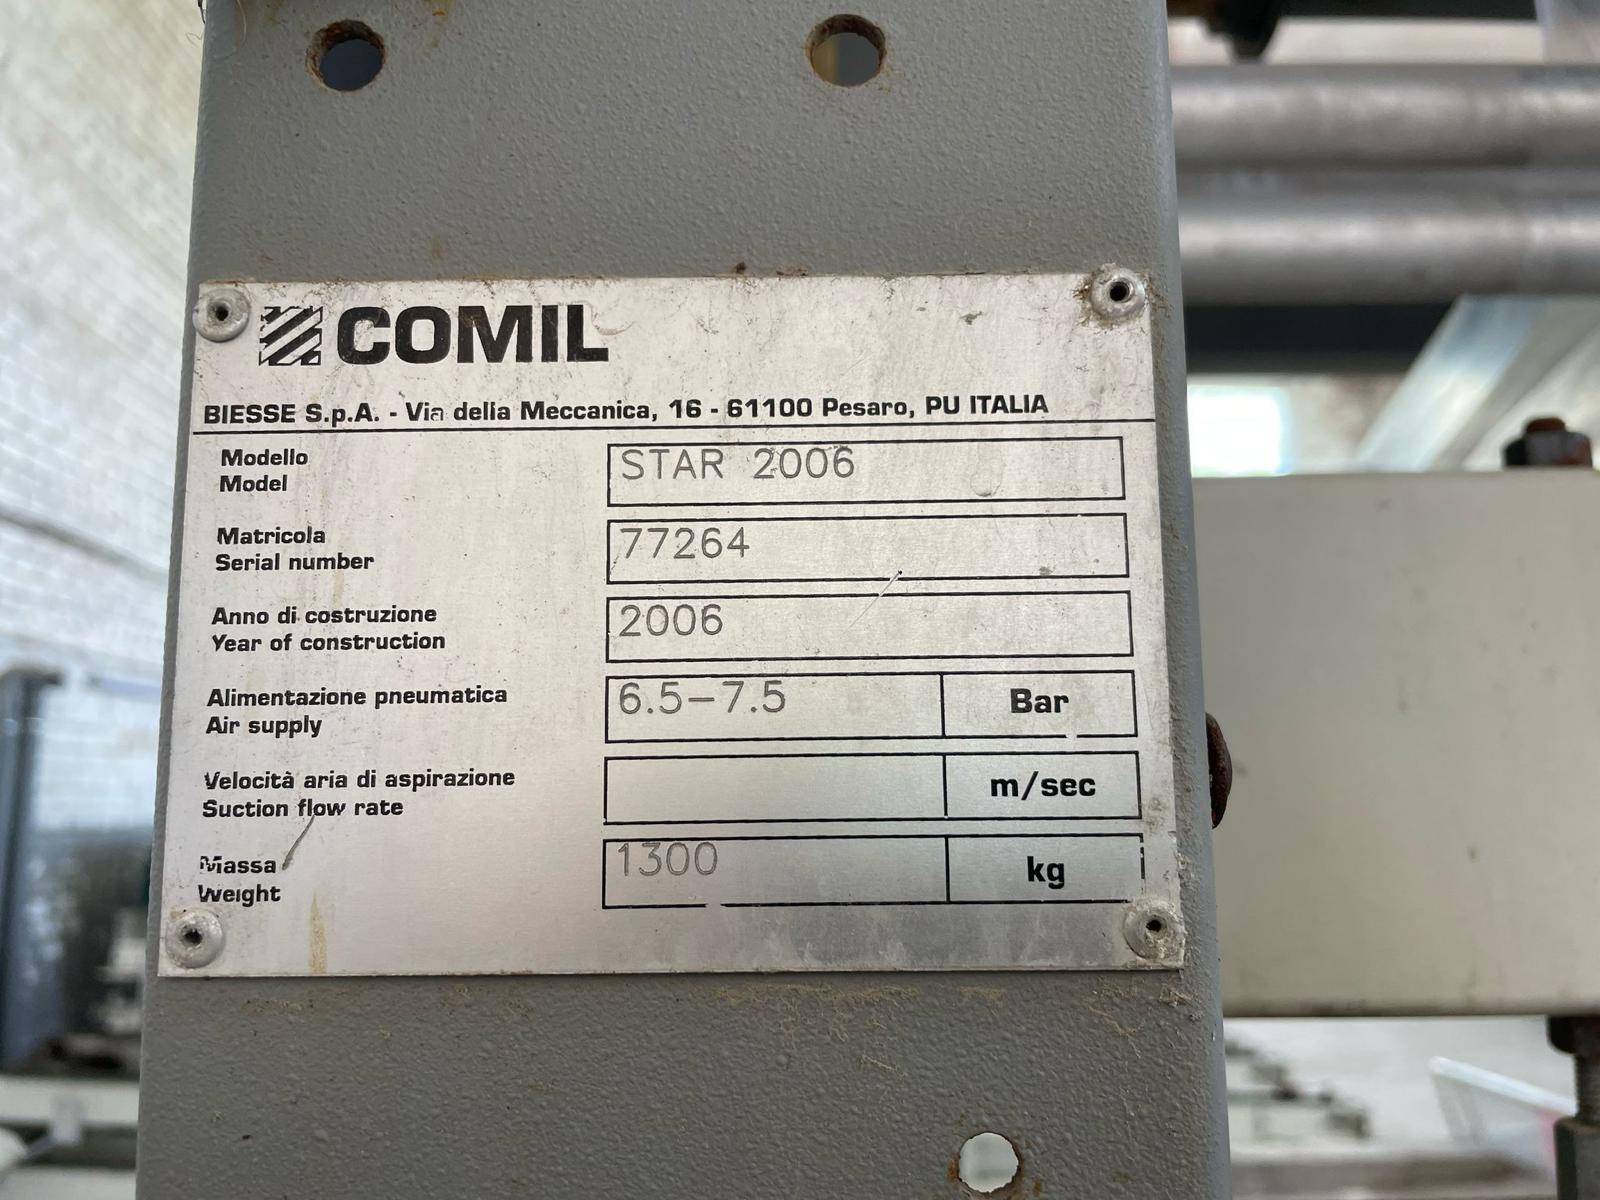 COMIL
BIESSE S.p.A. - Via della Meccanica, 16 - 61100 Pesaro, PU ITALIA
Modello
Model
STAR 2006
Matricola
Serial number
77264
Anno di costruzione
Year of construction
2006
Alimentazione pneumatica
Air supply
6.5-7.5 Bar
Velocità aria di aspirazione
Suction flow rate
m/sec
Massa
Weight
1300 kg